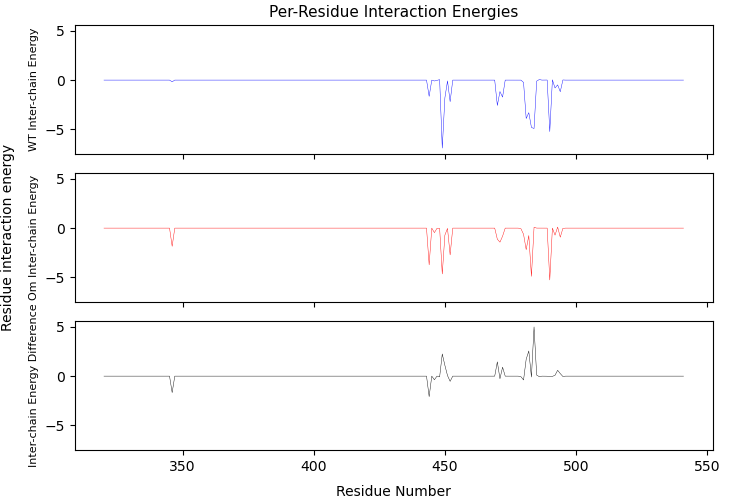 Per-Residue Interaction Energies
Residue interaction energy
WT Inter-chain Energy
5
0
−5
Om Inter-chain Energy
5
0
−5
Inter-chain Energy Difference
5
0
−5
350
400
450
500
550
Residue Number